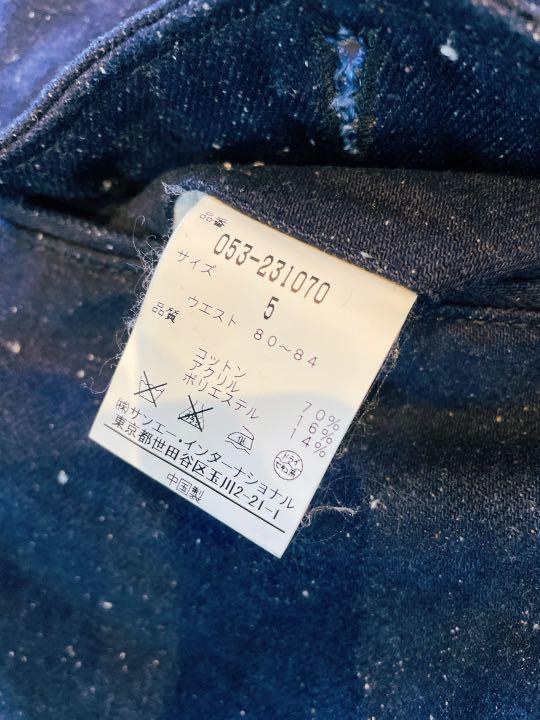 品番
053-231070
サイズ
5
ウエスト 80～84
品質
コットン 70%
アクリル 16%
ポリエステル 14%
ドライ
㈱サンエー・インターナショナル
東京都世田谷区玉川2-21-1
中国製